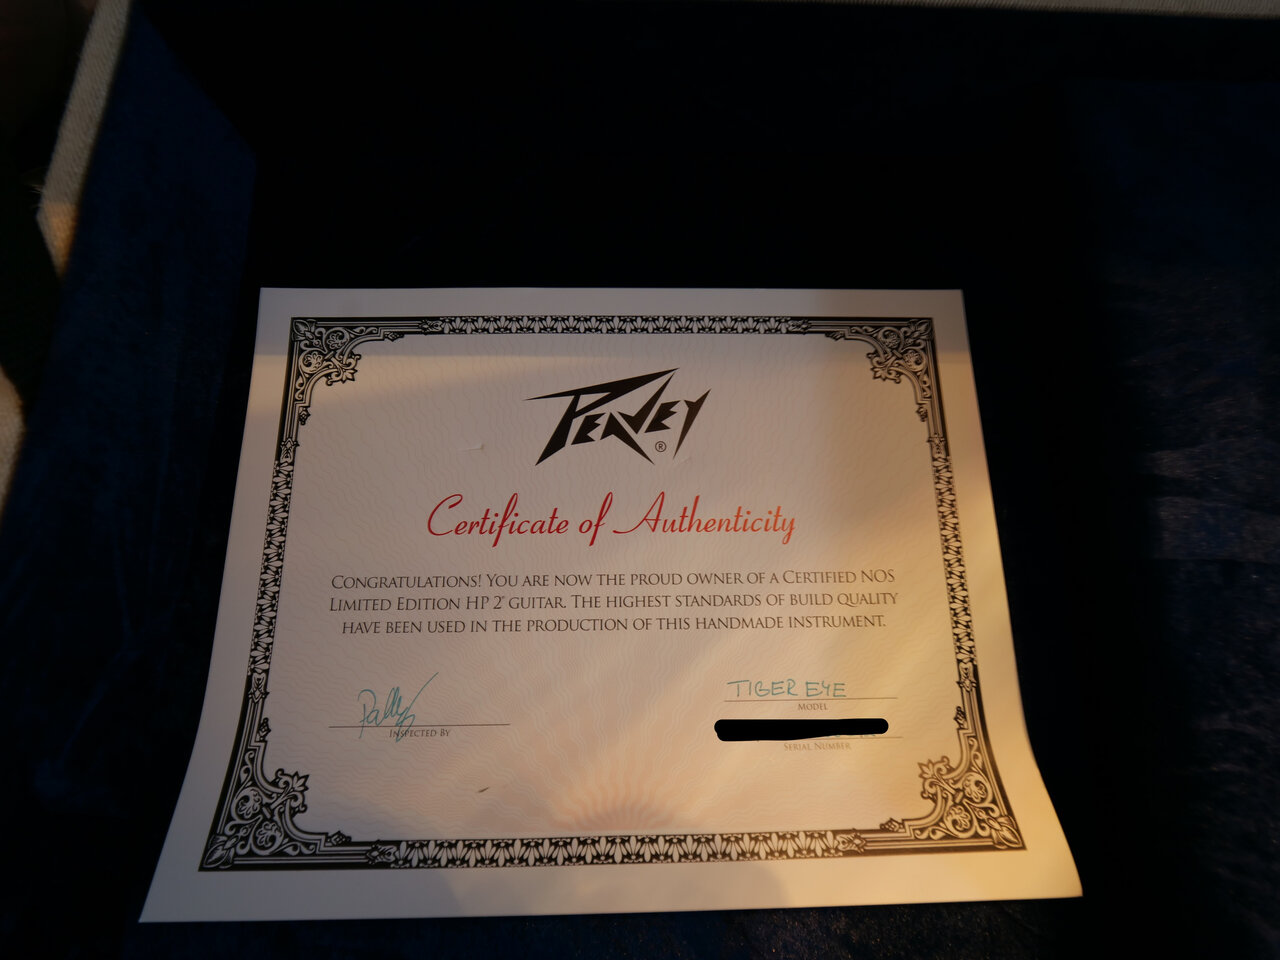 PEAVEY®
Certificate of Authenticity
CONGRATULATIONS! YOU ARE NOW THE PROUD OWNER OF A CERTIFIED NOS
LIMITED EDITION HP 2" GUITAR. THE HIGHEST STANDARDS OF BUILD QUALITY
HAVE BEEN USED IN THE PRODUCTION OF THIS HANDMADE INSTRUMENT.
TIGER EYE
INSPECTED BY
MODEL
SERIAL NUMBER